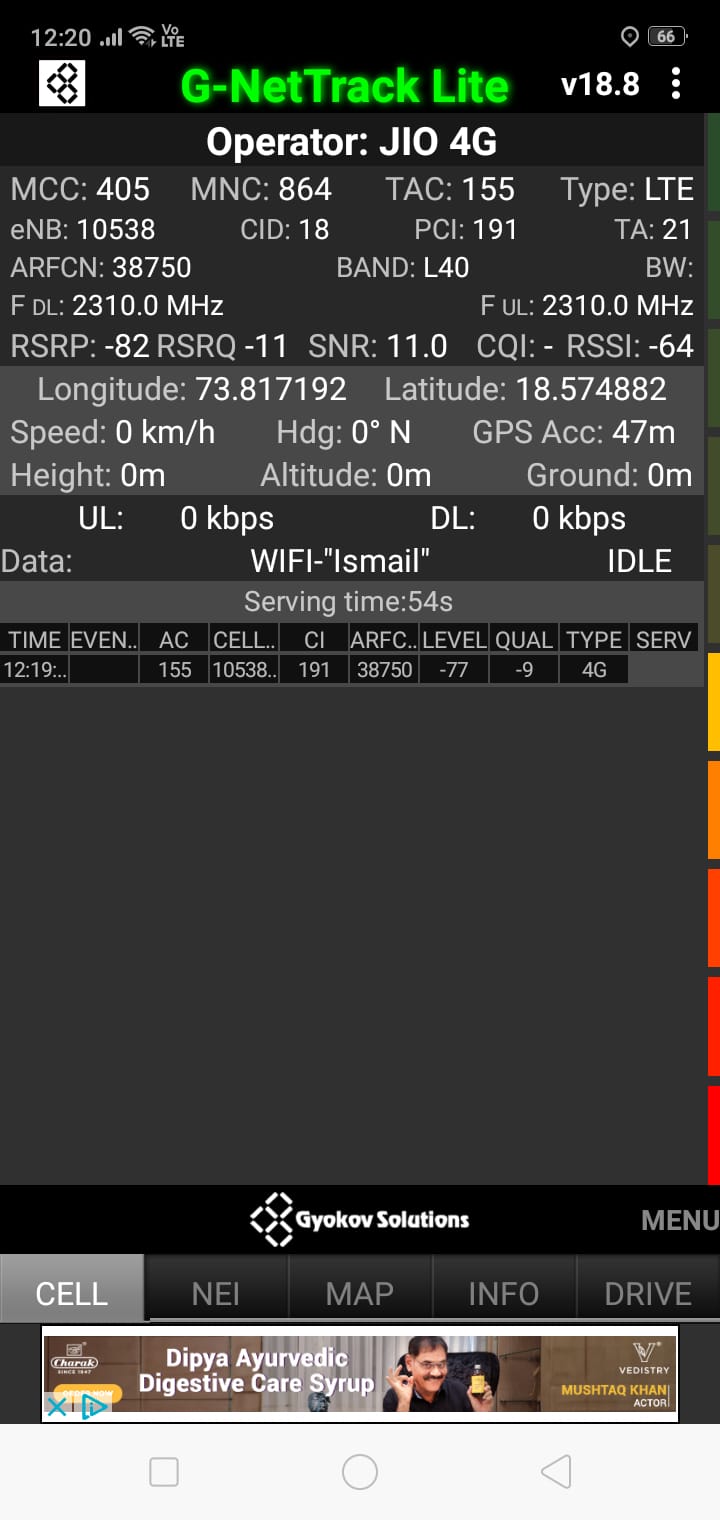 12:20 Vo LTE 66
G-NetTrack Lite v18.8
Operator: JIO 4G
MCC: 405 MNC: 864 TAC: 155 Type: LTE
eNB: 10538 CID: 18 PCI: 191 TA: 21
ARFCN: 38750 BAND: L40 BW:
F DL: 2310.0 MHz F UL: 2310.0 MHz
RSRP: -82 RSRQ -11 SNR: 11.0 CQI: - RSSI: -64
Longitude: 73.817192 Latitude: 18.574882
Speed: 0 km/h Hdg: 0° N GPS Acc: 47m
Height: 0m Altitude: 0m Ground: 0m
UL: 0 kbps DL: 0 kbps
Data: WIFI-"Ismail" IDLE
Serving time:54s
TIME EVEN.. AC CELL.. CI ARFC.. LEVEL QUAL TYPE SERV
12:19:.. 155 10538.. 191 38750 -77 -9 4G
Gyokov Solutions MENU
CELL NEI MAP INFO DRIVE
Charak
SINCE 1947
ORDER NOW
Dipya Ayurvedic
Digestive Care Syrup
VEDISTRY
MUSHTAQ KHAN
ACTOR